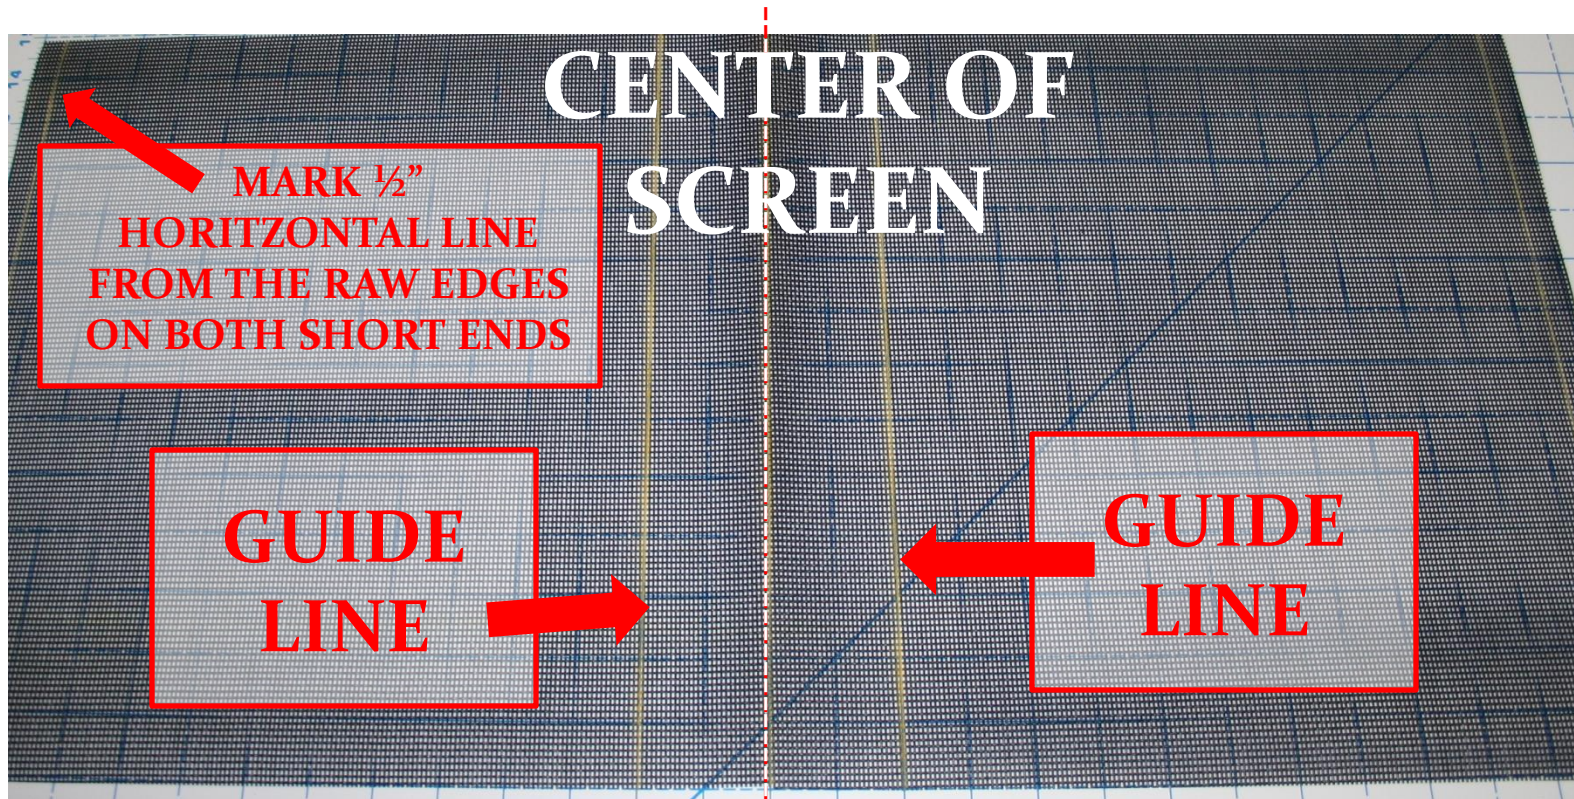 CENTER OF
SCREEN
MARK ½”
HORITZONTAL LINE
FROM THE RAW EDGES
ON BOTH SHORT ENDS
GUIDE
LINE
GUIDE
LINE
14